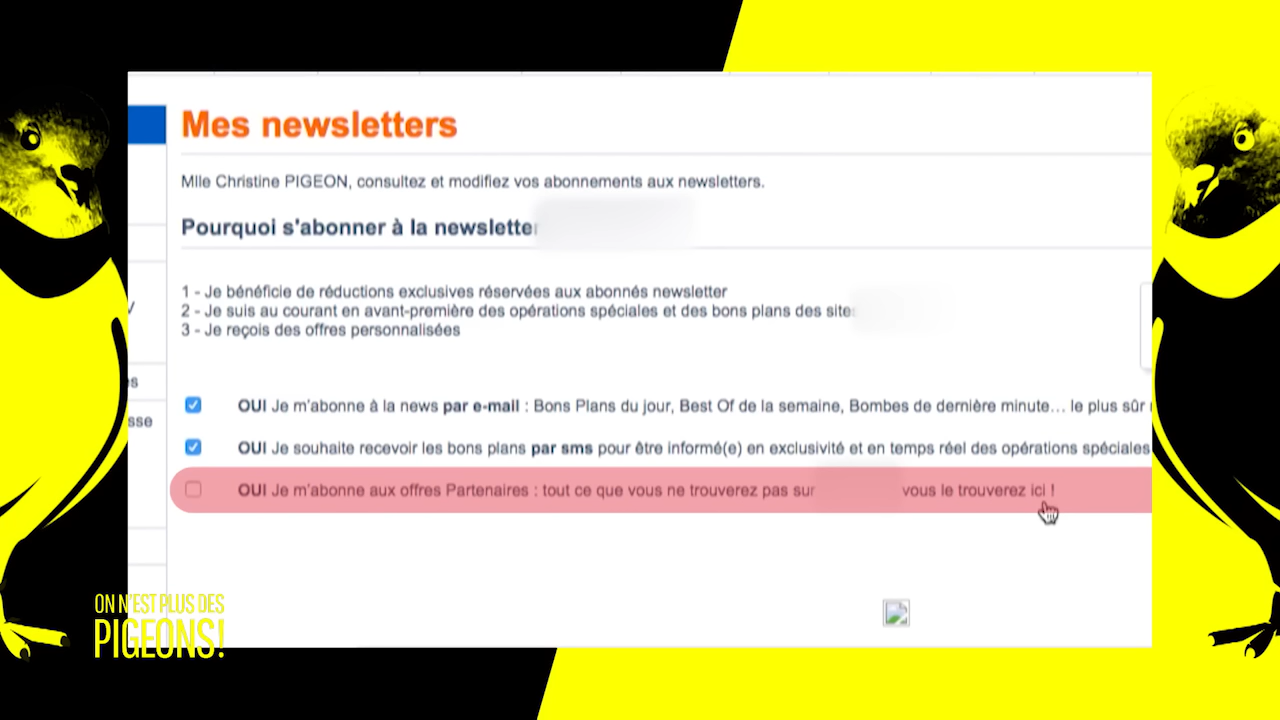 Mes newsletters
Mlle Christine PIGEON, consultez et modifiez vos abonnements aux newsletters.
Pourquoi s'abonner à la newsletter
1 - Je bénéficie de réductions exclusives réservées aux abonnés newsletter
2 - Je suis au courant en avant-première des opérations spéciales et des bons plans des site
3 - Je reçois des offres personnalisées
OUI Je m'abonne à la news par e-mail : Bons Plans du jour, Best Of de la semaine, Bombes de dernière minute... le plus sûr
sse
OUI Je souhaite recevoir les bons plans par sms pour être informé(e) en exclusivité et en temps réel des opérations spéciales
OUI Je m'abonne aux offres Partenaires : tout ce que vous ne trouverez pas sur vous le trouverez ici !
ON N'EST PLUS DES
PIGEONS!